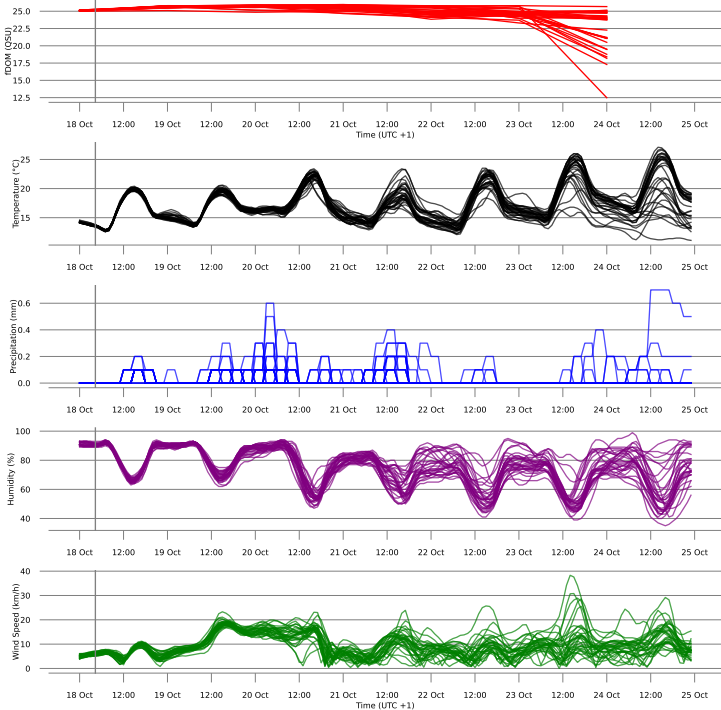 fDOM (QSU)
25.0
22.5
20.0
17.5
15.0
12.5
18 Oct 12:00 19 Oct 12:00 20 Oct 12:00 21 Oct 12:00 22 Oct 12:00 23 Oct 12:00 24 Oct 12:00 25 Oct
Time (UTC +1)
Temperature (°C)
25
20
15
18 Oct 12:00 19 Oct 12:00 20 Oct 12:00 21 Oct 12:00 22 Oct 12:00 23 Oct 12:00 24 Oct 12:00 25 Oct
Precipitation (mm)
0.6
0.4
0.2
0.0
18 Oct 12:00 19 Oct 12:00 20 Oct 12:00 21 Oct 12:00 22 Oct 12:00 23 Oct 12:00 24 Oct 12:00 25 Oct
Humidity (%)
100
80
60
40
18 Oct 12:00 19 Oct 12:00 20 Oct 12:00 21 Oct 12:00 22 Oct 12:00 23 Oct 12:00 24 Oct 12:00 25 Oct
Wind Speed (km/h)
40
30
20
10
0
18 Oct 12:00 19 Oct 12:00 20 Oct 12:00 21 Oct 12:00 22 Oct 12:00 23 Oct 12:00 24 Oct 12:00 25 Oct
Time (UTC +1)